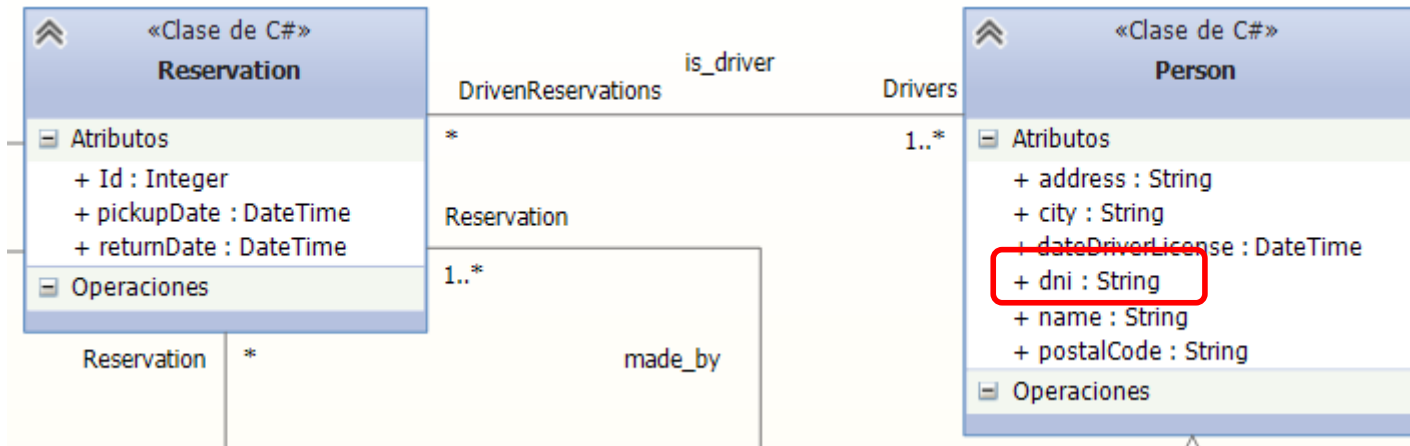 «Clase de C#»
Reservation
Atributos
+ Id : Integer
+ pickupDate : DateTime
+ returnDate : DateTime
Operaciones
is_driver
DrivenReservations
Drivers
*
1..*
Reservation
1..*
made_by
Reservation
*
«Clase de C#»
Person
Atributos
+ address : String
+ city : String
+ dateDriverLicense : DateTime
+ dni : String
+ name : String
+ postalCode : String
Operaciones